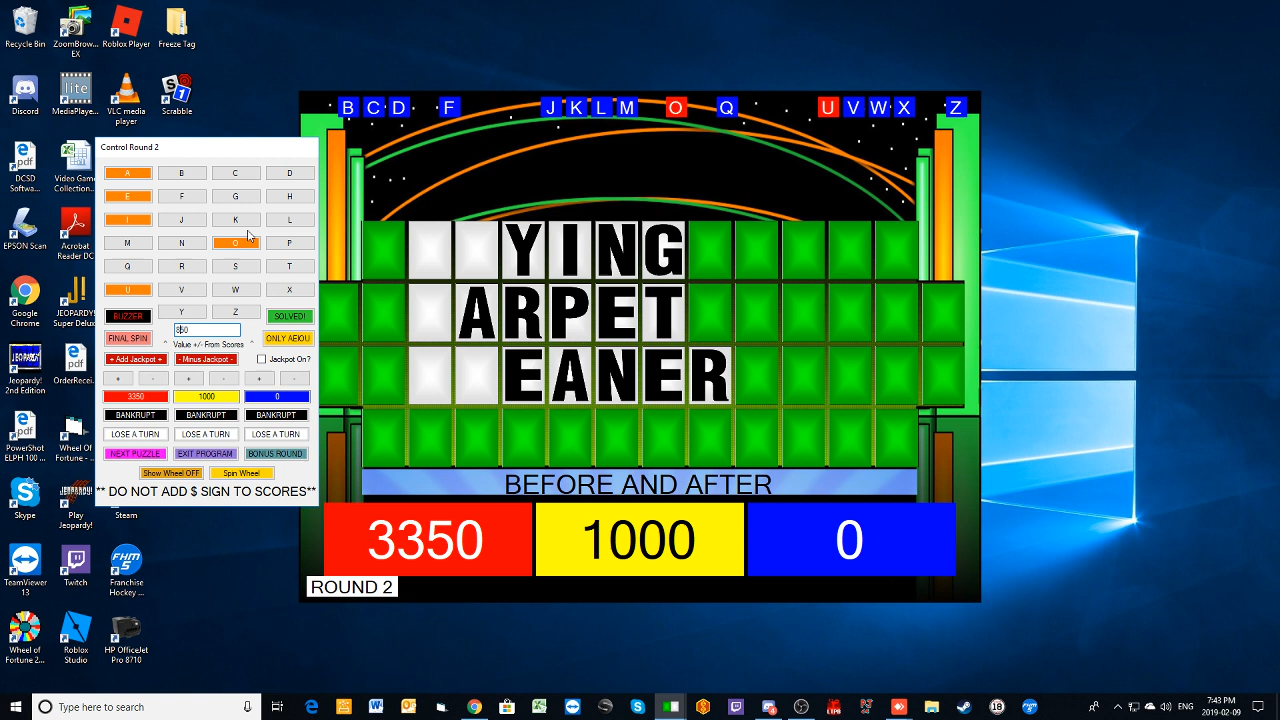 Recycle Bin
ZoomBrow... EX
Roblox Player
Freeze Tag
Discord
MediaPlaye...
VLC media player
Scrabble
DCSD Softwa...
Video Game Collection...
EPSON Scan
Acrobat Reader DC
Google Chrome
JEOPARDY! Super Delux
Jeopardy! 2nd Edition
OrderRecei...
PowerShot ELPH 100 ...
Wheel Of Fortune - ...
Skype
Play Jeopardy!
Steam
TeamViewer 13
Twitch
Franchise Hockey ...
Wheel of Fortune 2...
Roblox Studio
HP OfficeJet Pro 8710
Control Round 2
A B C D
E F G H
I J K L
M N O P
Q R S T
U V W X
Y Z
BUZZER
SOLVED!
850
FINAL SPIN
Value +/- From Scores
ONLY AEIOU
+ Add Jackpot +
- Minus Jackpot -
Jackpot On?
+ - + - + -
3350 1000 0
BANKRUPT BANKRUPT BANKRUPT
LOSE A TURN LOSE A TURN LOSE A TURN
NEXT PUZZLE EXIT PROGRAM BONUS ROUND
Show Wheel OFF Spin Wheel
** DO NOT ADD $ SIGN TO SCORES**
B C D F J K L M O Q U V W X Z
YING
ARPET
EANER
BEFORE AND AFTER
3350 1000 0
ROUND 2
Type here to search
ENG
7:43 PM
2019-02-09